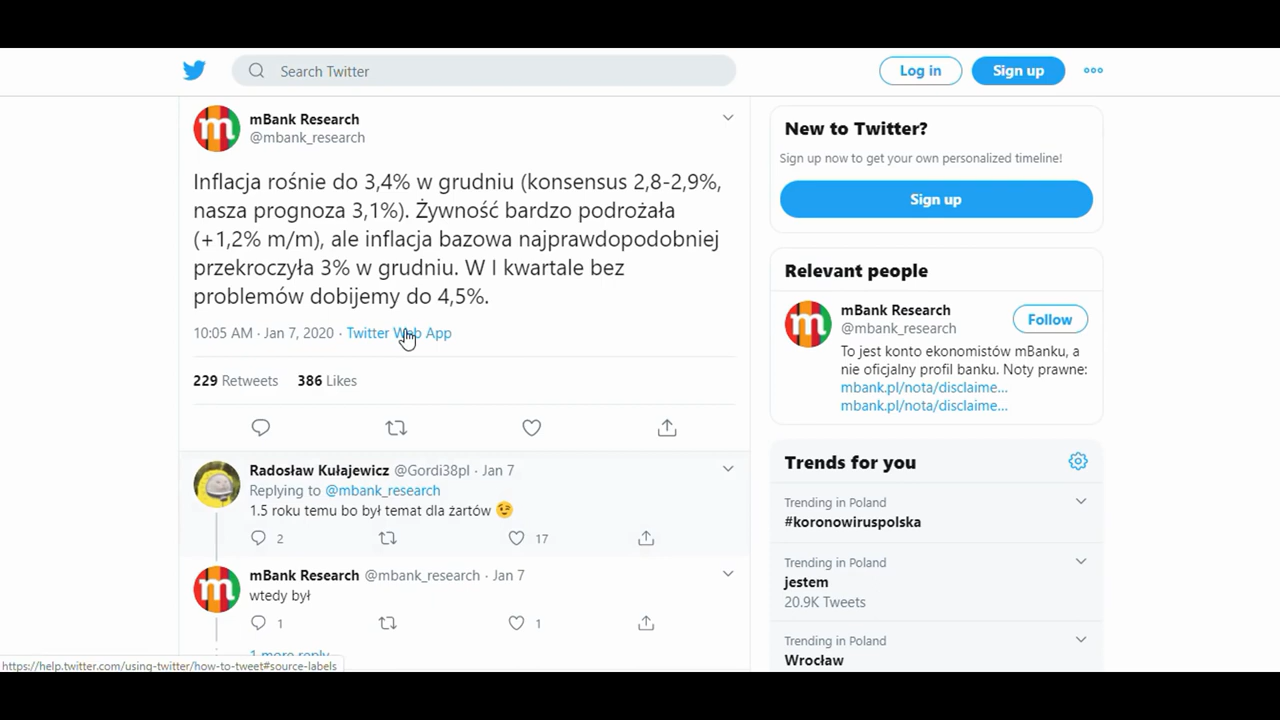 Search Twitter
Log in
Sign up
mBank Research
@mbank_research
Inflacja rośnie do 3,4% w grudniu (konsensus 2,8-2,9%,
nasza prognoza 3,1%). Żywność bardzo podrożała
(+1,2% m/m), ale inflacja bazowa najprawdopodobniej
przekroczyła 3% w grudniu. W I kwartale bez
problemów dobijemy do 4,5%.
10:05 AM · Jan 7, 2020 · Twitter Web App
229 Retweets 386 Likes
Radosław Kułajewicz @Gordi38pl · Jan 7
Replying to @mbank_research
1.5 roku temu bo był temat dla żartów 😉
2 17
mBank Research @mbank_research · Jan 7
wtedy był
1 1
1 more reply
https://help.twitter.com/using-twitter/how-to-tweet#source-labels
New to Twitter?
Sign up now to get your own personalized timeline!
Sign up
Relevant people
mBank Research
@mbank_research
Follow
To jest konto ekonomistów mBanku, a
nie oficjalny profil banku. Noty prawne:
mbank.pl/nota/disclaime...
mbank.pl/nota/disclaime...
Trends for you
Trending in Poland
#koronowiruspolska
Trending in Poland
jestem
20.9K Tweets
Trending in Poland
Wrocław